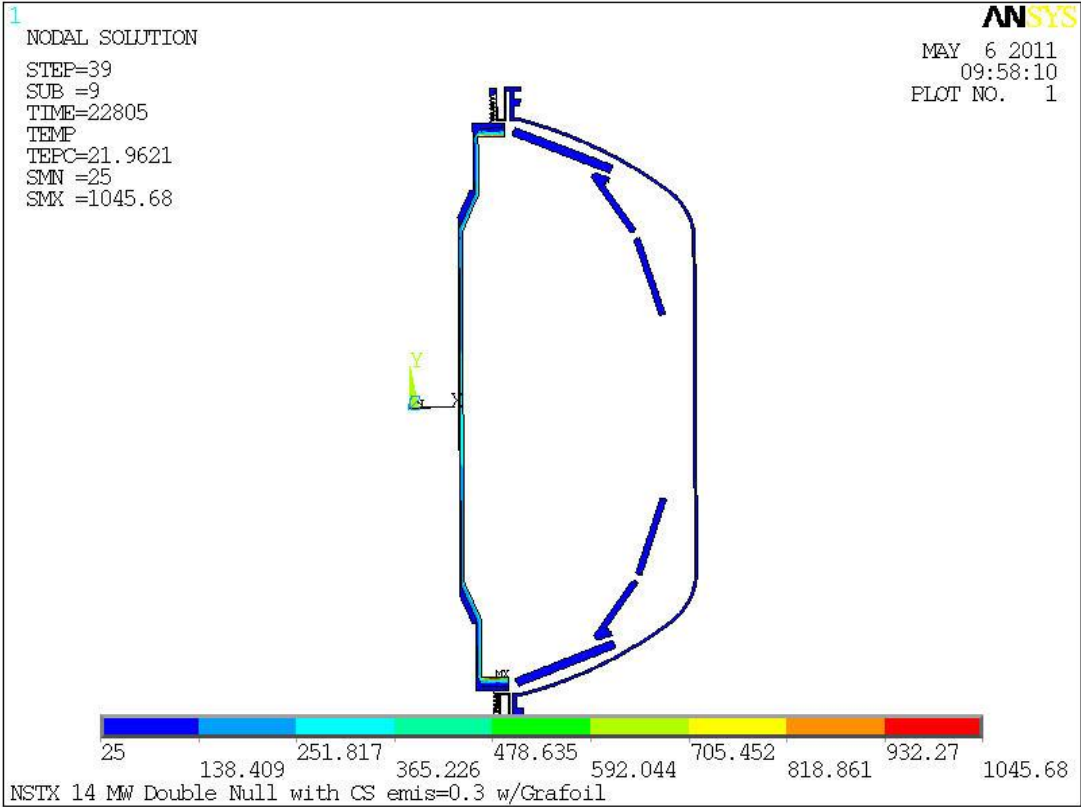 1
ANSYS
NODAL SOLUTION
MAY 6 2011
09:58:10
PLOT NO. 1
STEP=39
SUB =9
TIME=22805
TEMP
TEPC=21.9621
SMN =25
SMX =1045.68
Y
X
MX
25 251.817 478.635 705.452 932.27
138.409 365.226 592.044 818.861 1045.68
NSTX 14 MW Double Null with CS emis=0.3 w/Grafoil